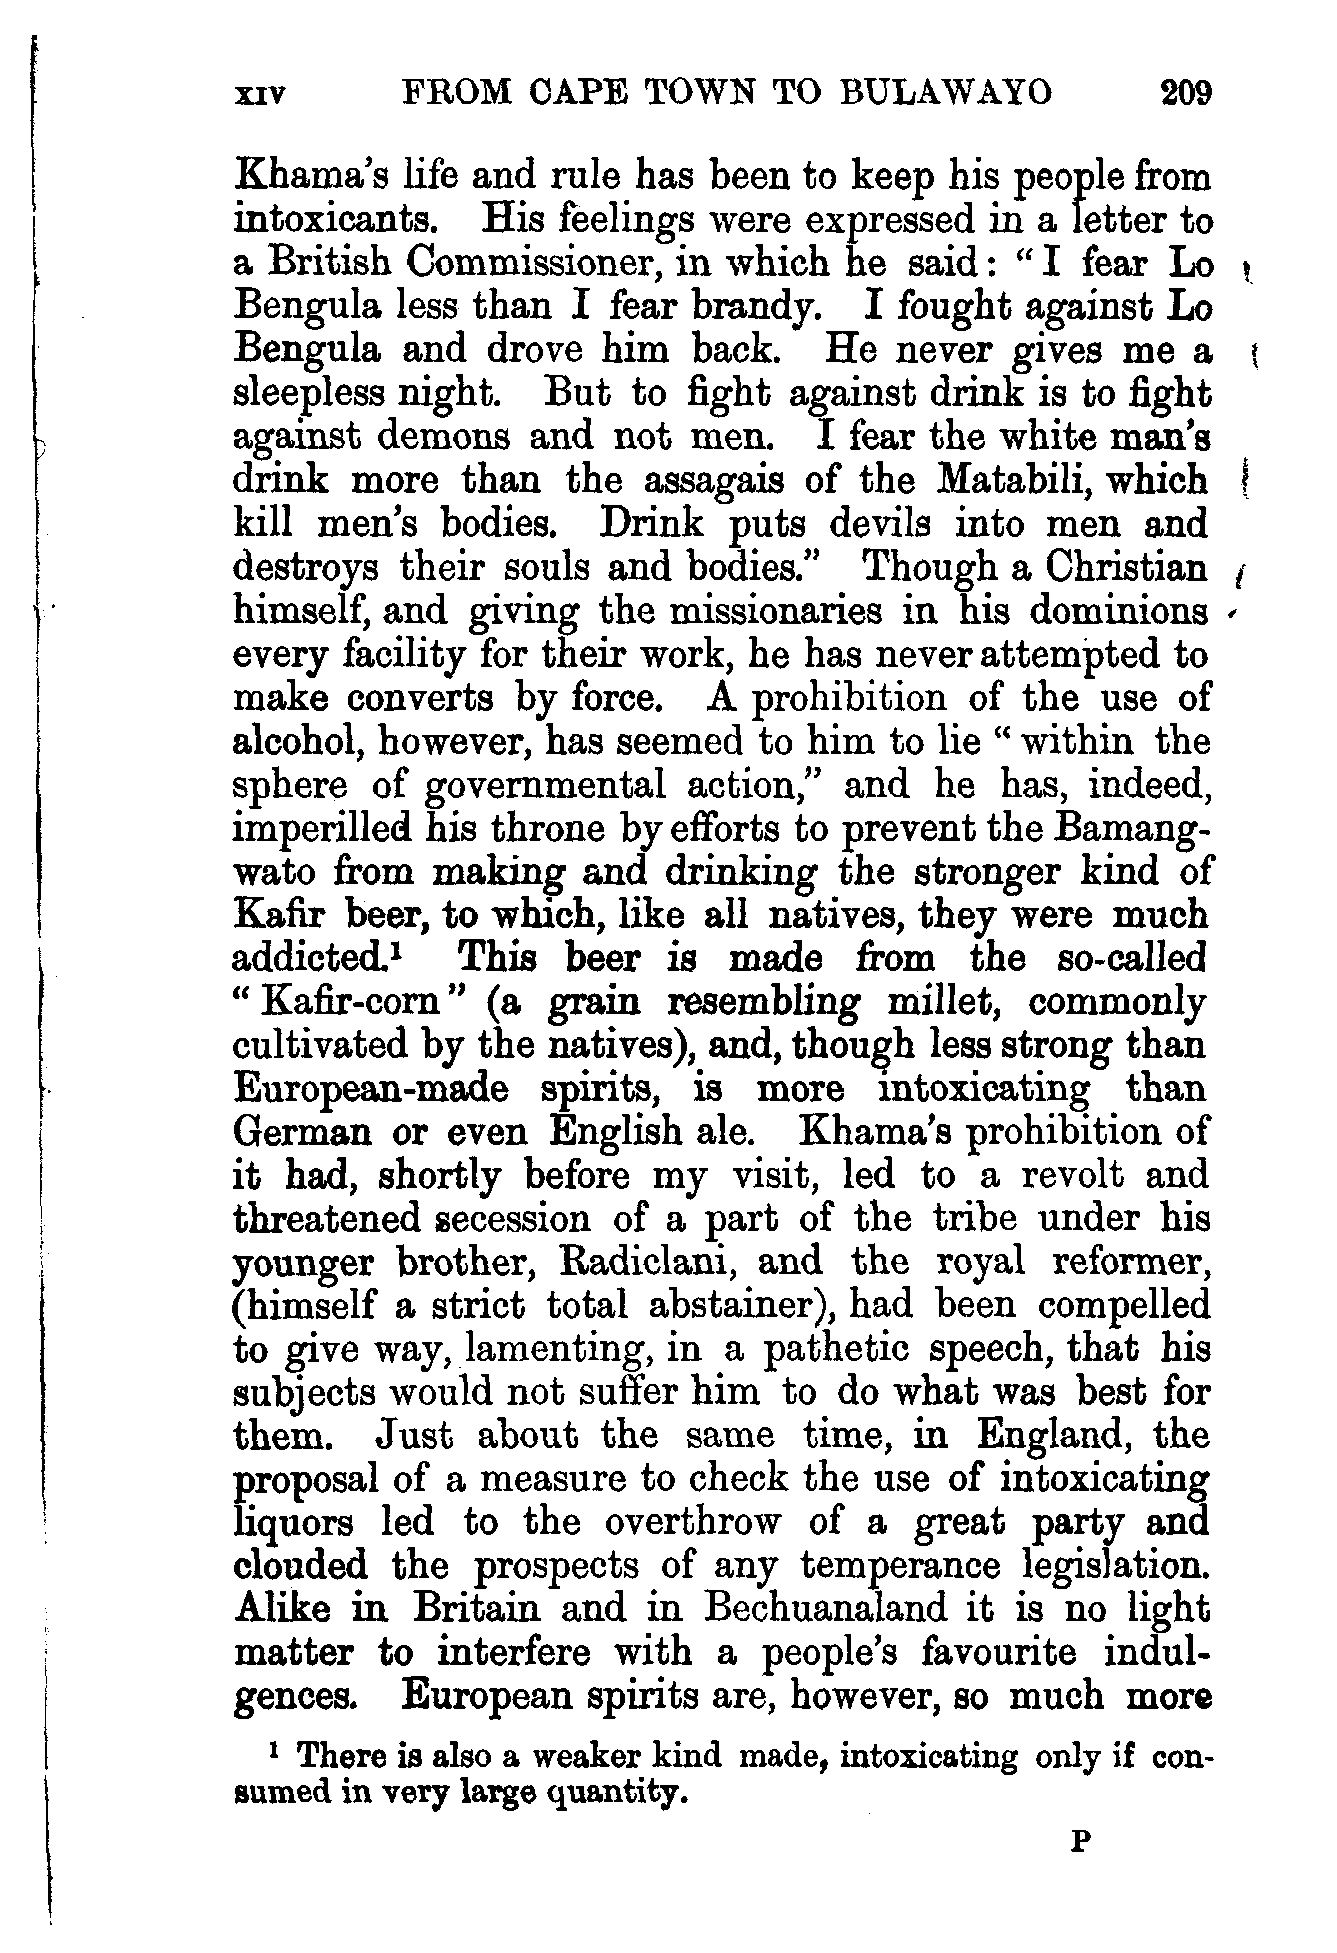 XIV FROM CAPE TOWN TO BULAWAYO 209
Khama's life and rule has been to keep his people from
intoxicants. His feelings were expressed in a letter to
a British Commissioner, in which he said: "I fear Lo
Bengula less than I fear brandy. I fought against Lo
Bengula and drove him back. He never gives me a
sleepless night. But to fight against drink is to fight
against demons and not men. I fear the white man's
drink more than the assagais of the Matabili, which
kill men's bodies. Drink puts devils into men and
destroys their souls and bodies." Though a Christian
himself, and giving the missionaries in his dominions
every facility for their work, he has never attempted to
make converts by force. A prohibition of the use of
alcohol, however, has seemed to him to lie "within the
sphere of governmental action," and he has, indeed,
imperilled his throne by efforts to prevent the Bamang-
wato from making and drinking the stronger kind of
Kafir beer, to which, like all natives, they were much
addicted.¹ This beer is made from the so-called
"Kafir-corn" (a grain resembling millet, commonly
cultivated by the natives), and, though less strong than
European-made spirits, is more intoxicating than
German or even English ale. Khama's prohibition of
it had, shortly before my visit, led to a revolt and
threatened secession of a part of the tribe under his
younger brother, Radiclani, and the royal reformer,
(himself a strict total abstainer), had been compelled
to give way, lamenting, in a pathetic speech, that his
subjects would not suffer him to do what was best for
them. Just about the same time, in England, the
proposal of a measure to check the use of intoxicating
liquors led to the overthrow of a great party and
clouded the prospects of any temperance legislation.
Alike in Britain and in Bechuanaland it is no light
matter to interfere with a people's favourite indul-
gences. European spirits are, however, so much more
¹ There is also a weaker kind made, intoxicating only if con-
sumed in very large quantity.
P